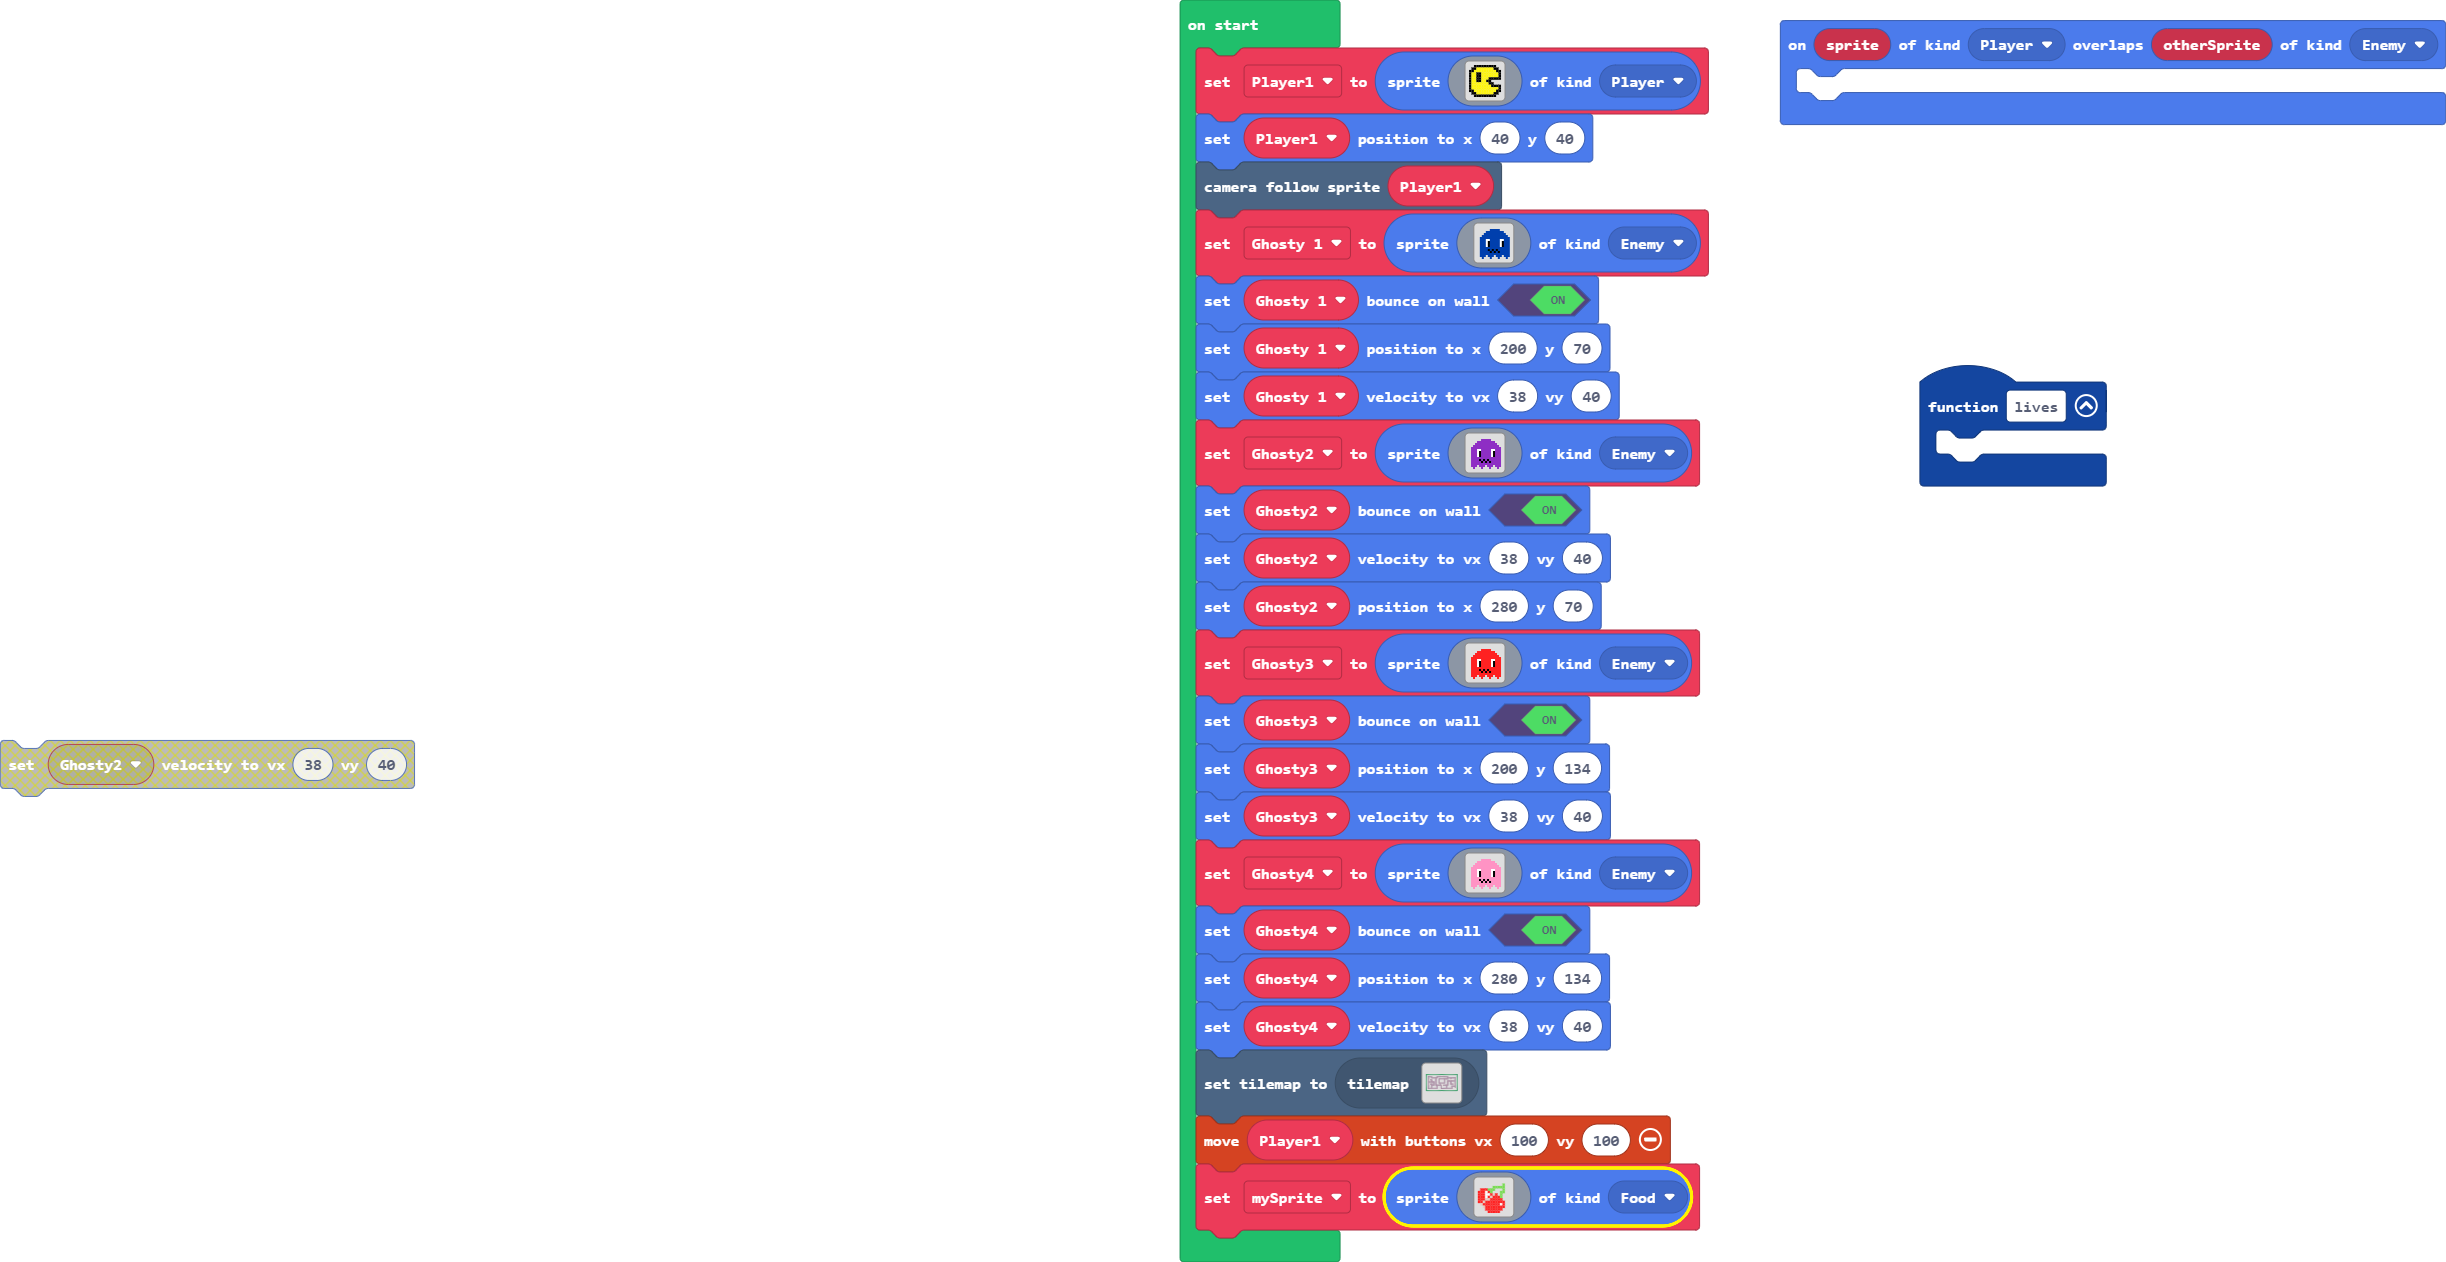 on start
set Player1 to sprite of kind Player
set Player1 position to x 40 y 40
camera follow sprite Player1
set Ghosty 1 to sprite of kind Enemy
set Ghosty 1 bounce on wall ON
set Ghosty 1 position to x 200 y 70
set Ghosty 1 velocity to vx 38 vy 40
set Ghosty2 to sprite of kind Enemy
set Ghosty2 bounce on wall ON
set Ghosty2 velocity to vx 38 vy 40
set Ghosty2 position to x 280 y 70
set Ghosty3 to sprite of kind Enemy
set Ghosty3 bounce on wall ON
set Ghosty3 position to x 200 y 134
set Ghosty3 velocity to vx 38 vy 40
set Ghosty4 to sprite of kind Enemy
set Ghosty4 bounce on wall ON
set Ghosty4 position to x 280 y 134
set Ghosty4 velocity to vx 38 vy 40
set tilemap to tilemap
move Player1 with buttons vx 100 vy 100
set mySprite to sprite of kind Food
on sprite of kind Player overlaps otherSprite of kind Enemy
function lives
set Ghosty2 velocity to vx 38 vy 40